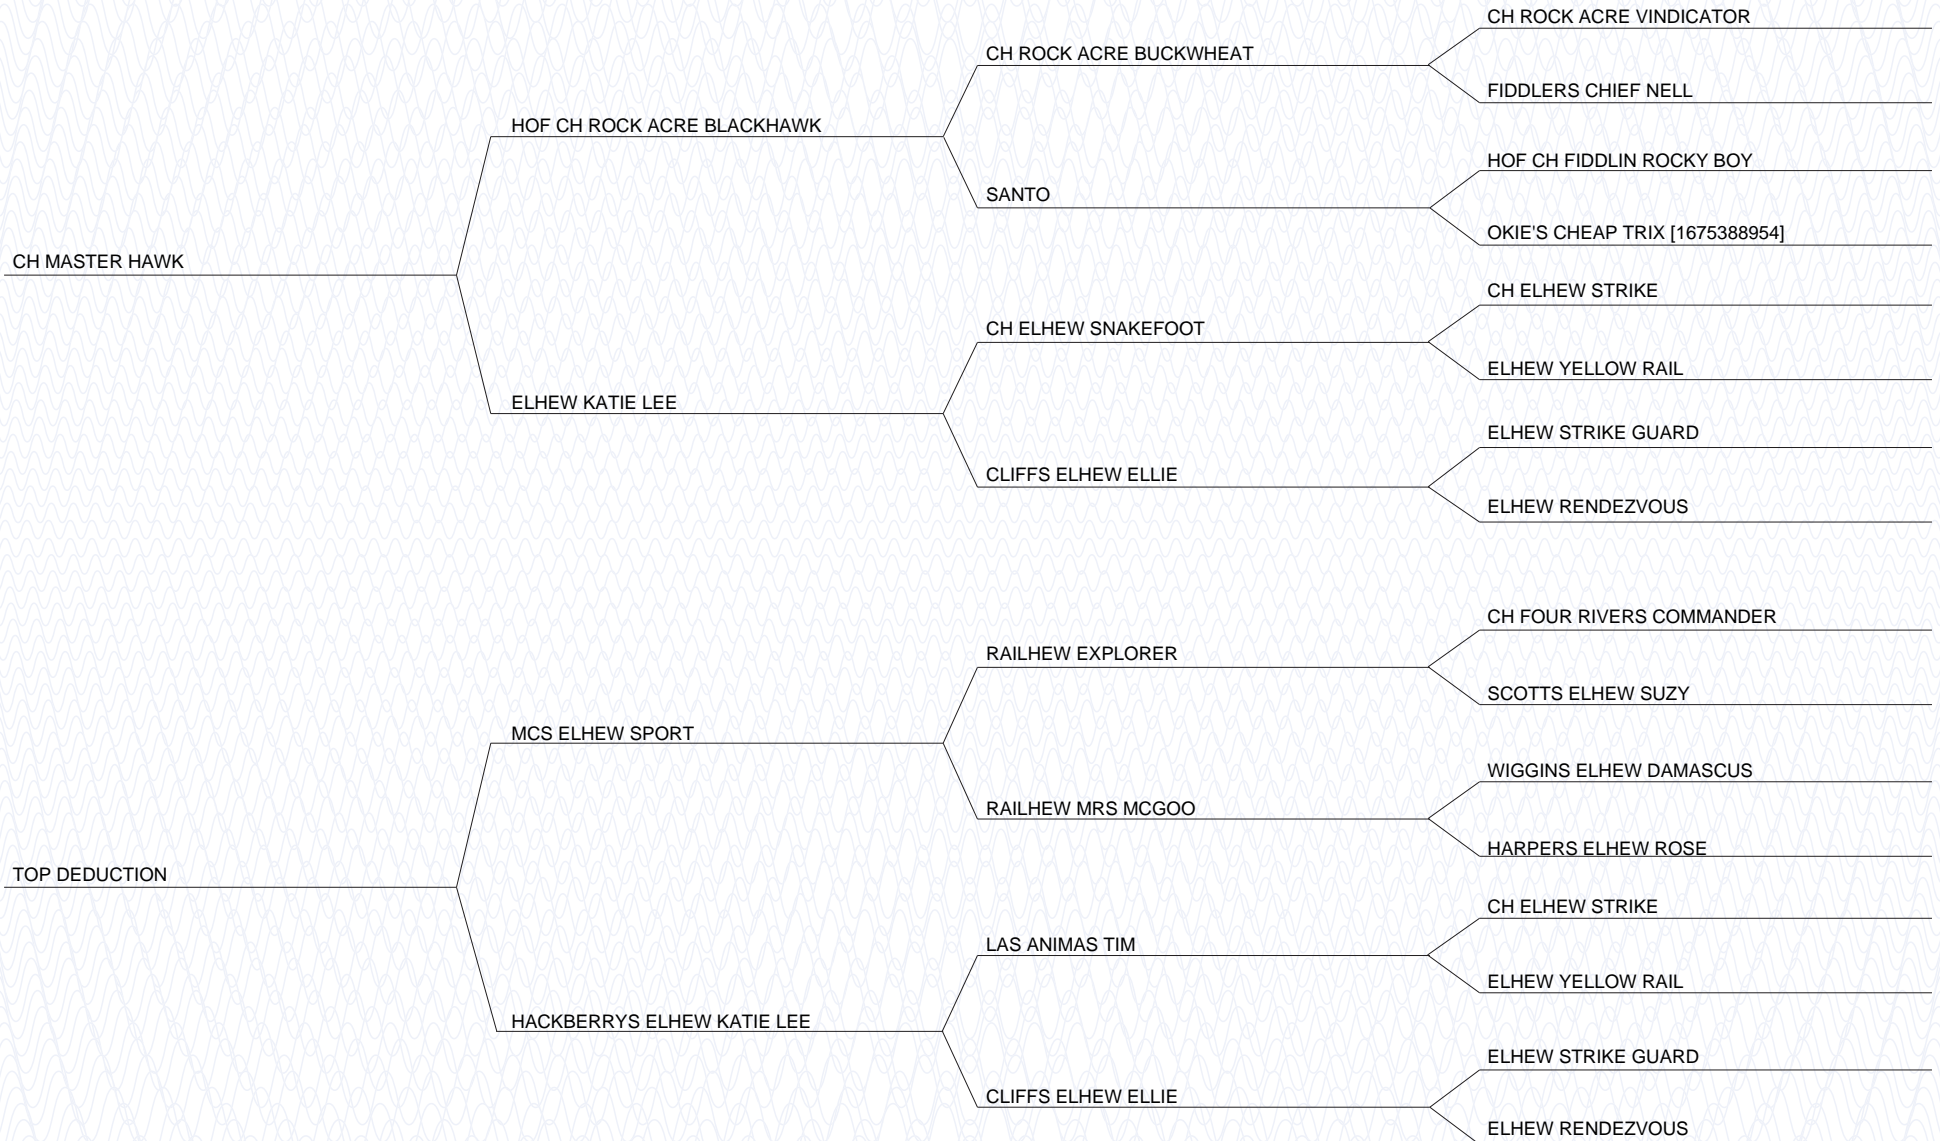 CH ROCK ACRE VINDICATOR
CH ROCK ACRE BUCKWHEAT
FIDDLERS CHIEF NELL
HOF CH ROCK ACRE BLACKHAWK
HOF CH FIDDLIN ROCKY BOY
SANTO
OKIE'S CHEAP TRIX [1675388954]
CH MASTER HAWK
CH ELHEW STRIKE
CH ELHEW SNAKEFOOT
ELHEW YELLOW RAIL
ELHEW KATIE LEE
ELHEW STRIKE GUARD
CLIFFS ELHEW ELLIE
ELHEW RENDEZVOUS
CH FOUR RIVERS COMMANDER
RAILHEW EXPLORER
SCOTTS ELHEW SUZY
MCS ELHEW SPORT
WIGGINS ELHEW DAMASCUS
RAILHEW MRS MCGOO
HARPERS ELHEW ROSE
TOP DEDUCTION
CH ELHEW STRIKE
LAS ANIMAS TIM
ELHEW YELLOW RAIL
HACKBERRYS ELHEW KATIE LEE
ELHEW STRIKE GUARD
CLIFFS ELHEW ELLIE
ELHEW RENDEZVOUS